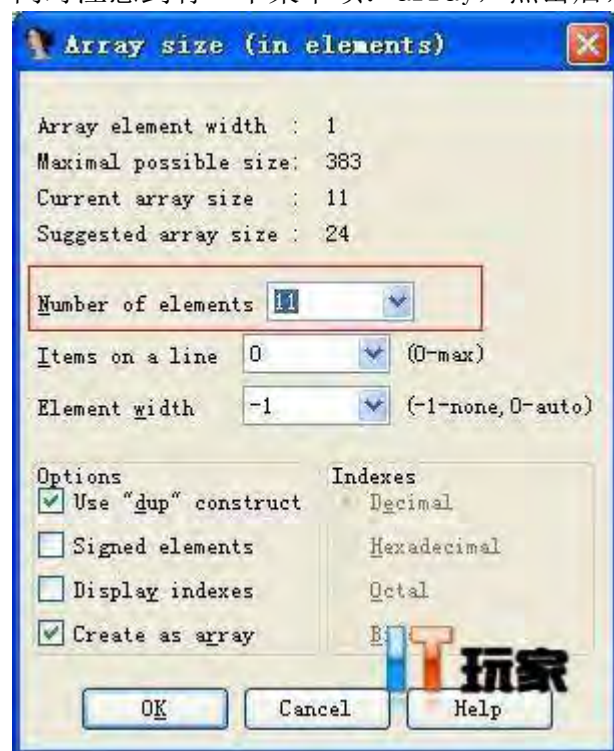 Array size (in elements)
Array element width : 1
Maximal possible size: 383
Current array size : 11
Suggested array size : 24
Number of elements 11
Items on a line 0 (0-max)
Element width -1 (-1-none,0-auto)
Options
Use "dup" construct
Signed elements
Display indexes
Create as array
Indexes
Decimal
Hexadecimal
Octal
IT玩家
OK Cancel Help